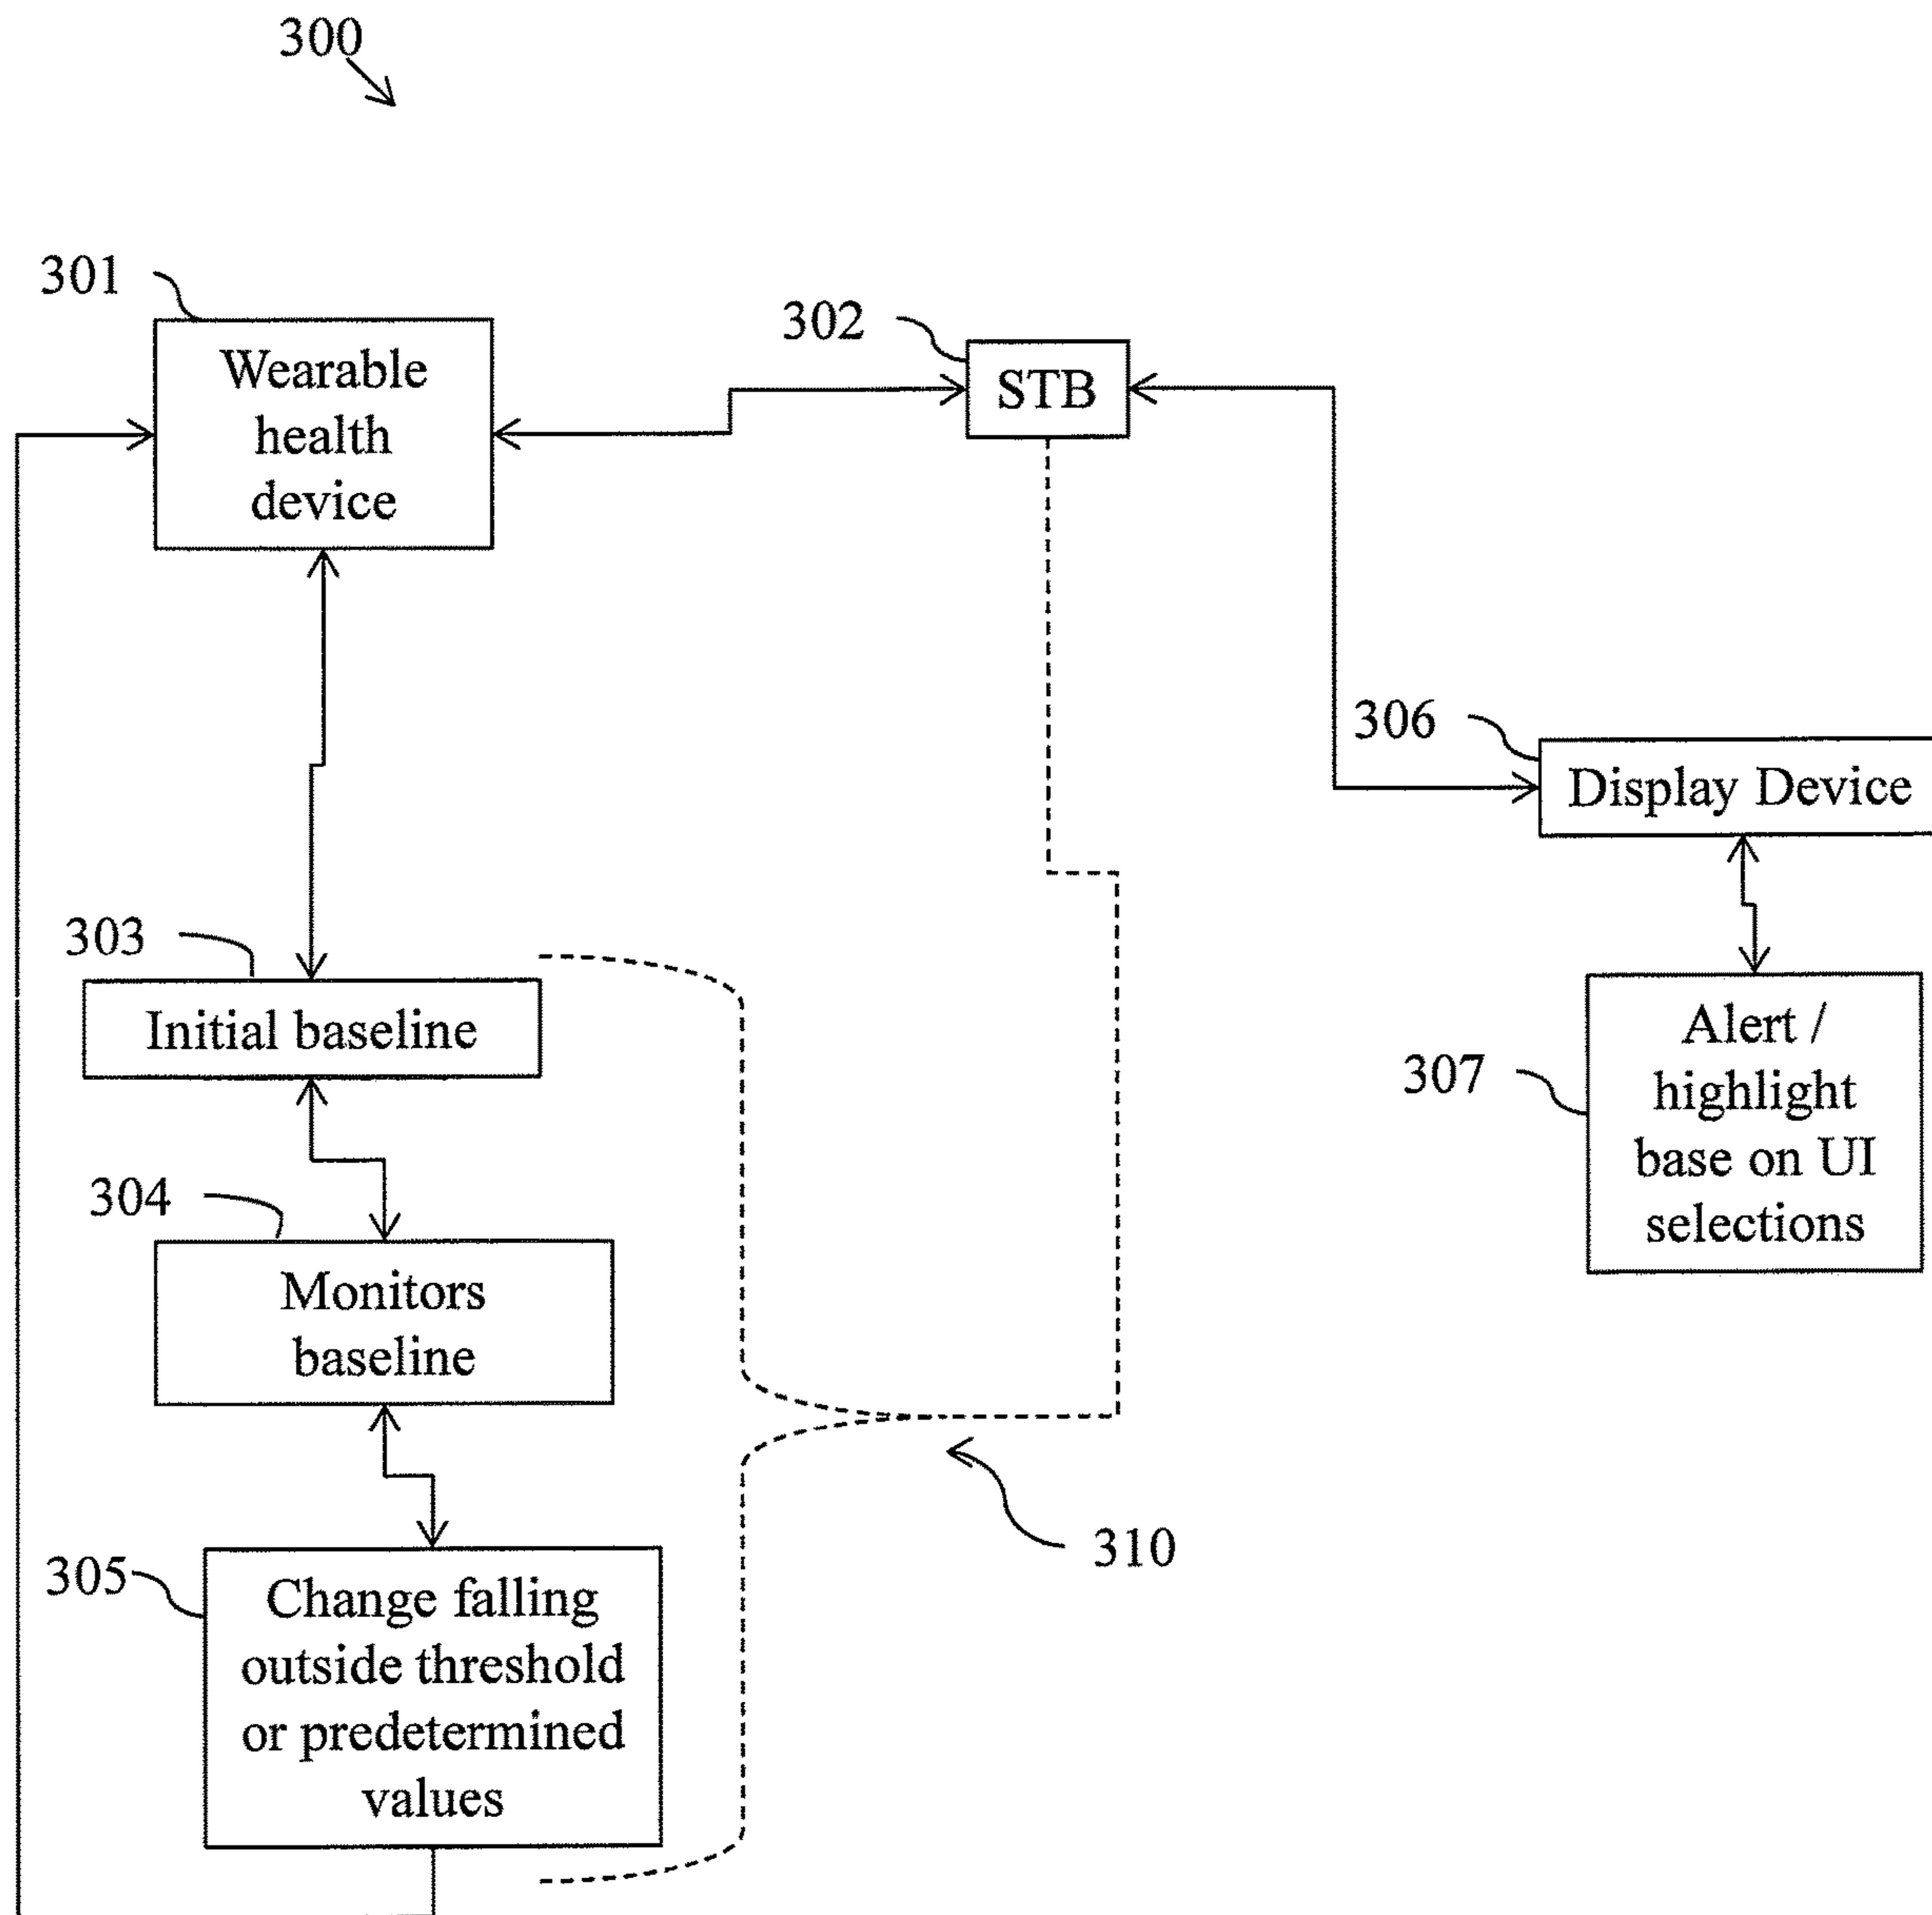 300
301
Wearable
health
device
302
STB
306
Display Device
303
Initial baseline
307
Alert /
highlight
base on UI
selections
304
Monitors
baseline
305
Change falling
outside threshold
or predetermined
values
310